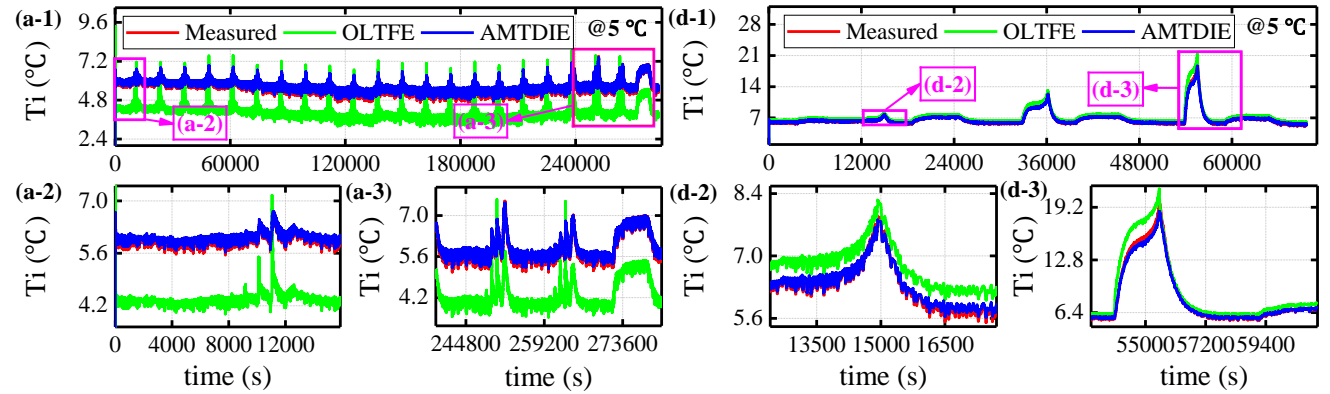 (a-1)
9.6
7.2
4.8
2.4
Ti (℃)
Measured OLTFE AMTDIE @5 ℃
(a-2)
(a-3)
0 60000 120000 180000 240000
(d-1)
28
21
14
7
0
Ti (℃)
Measured OLTFE AMTDIE @5 ℃
(d-2)
(d-3)
0 12000 24000 36000 48000 60000
(a-2)
7.0
5.6
4.2
Ti (℃)
0 4000 8000 12000
time (s)
(a-3)
7.0
5.6
4.2
244800 259200 273600
time (s)
(d-2)
8.4
7.0
5.6
Ti (℃)
13500 15000 16500
time (s)
(d-3)
19.2
12.8
6.4
Ti (℃)
55000 57200 59400
time (s)